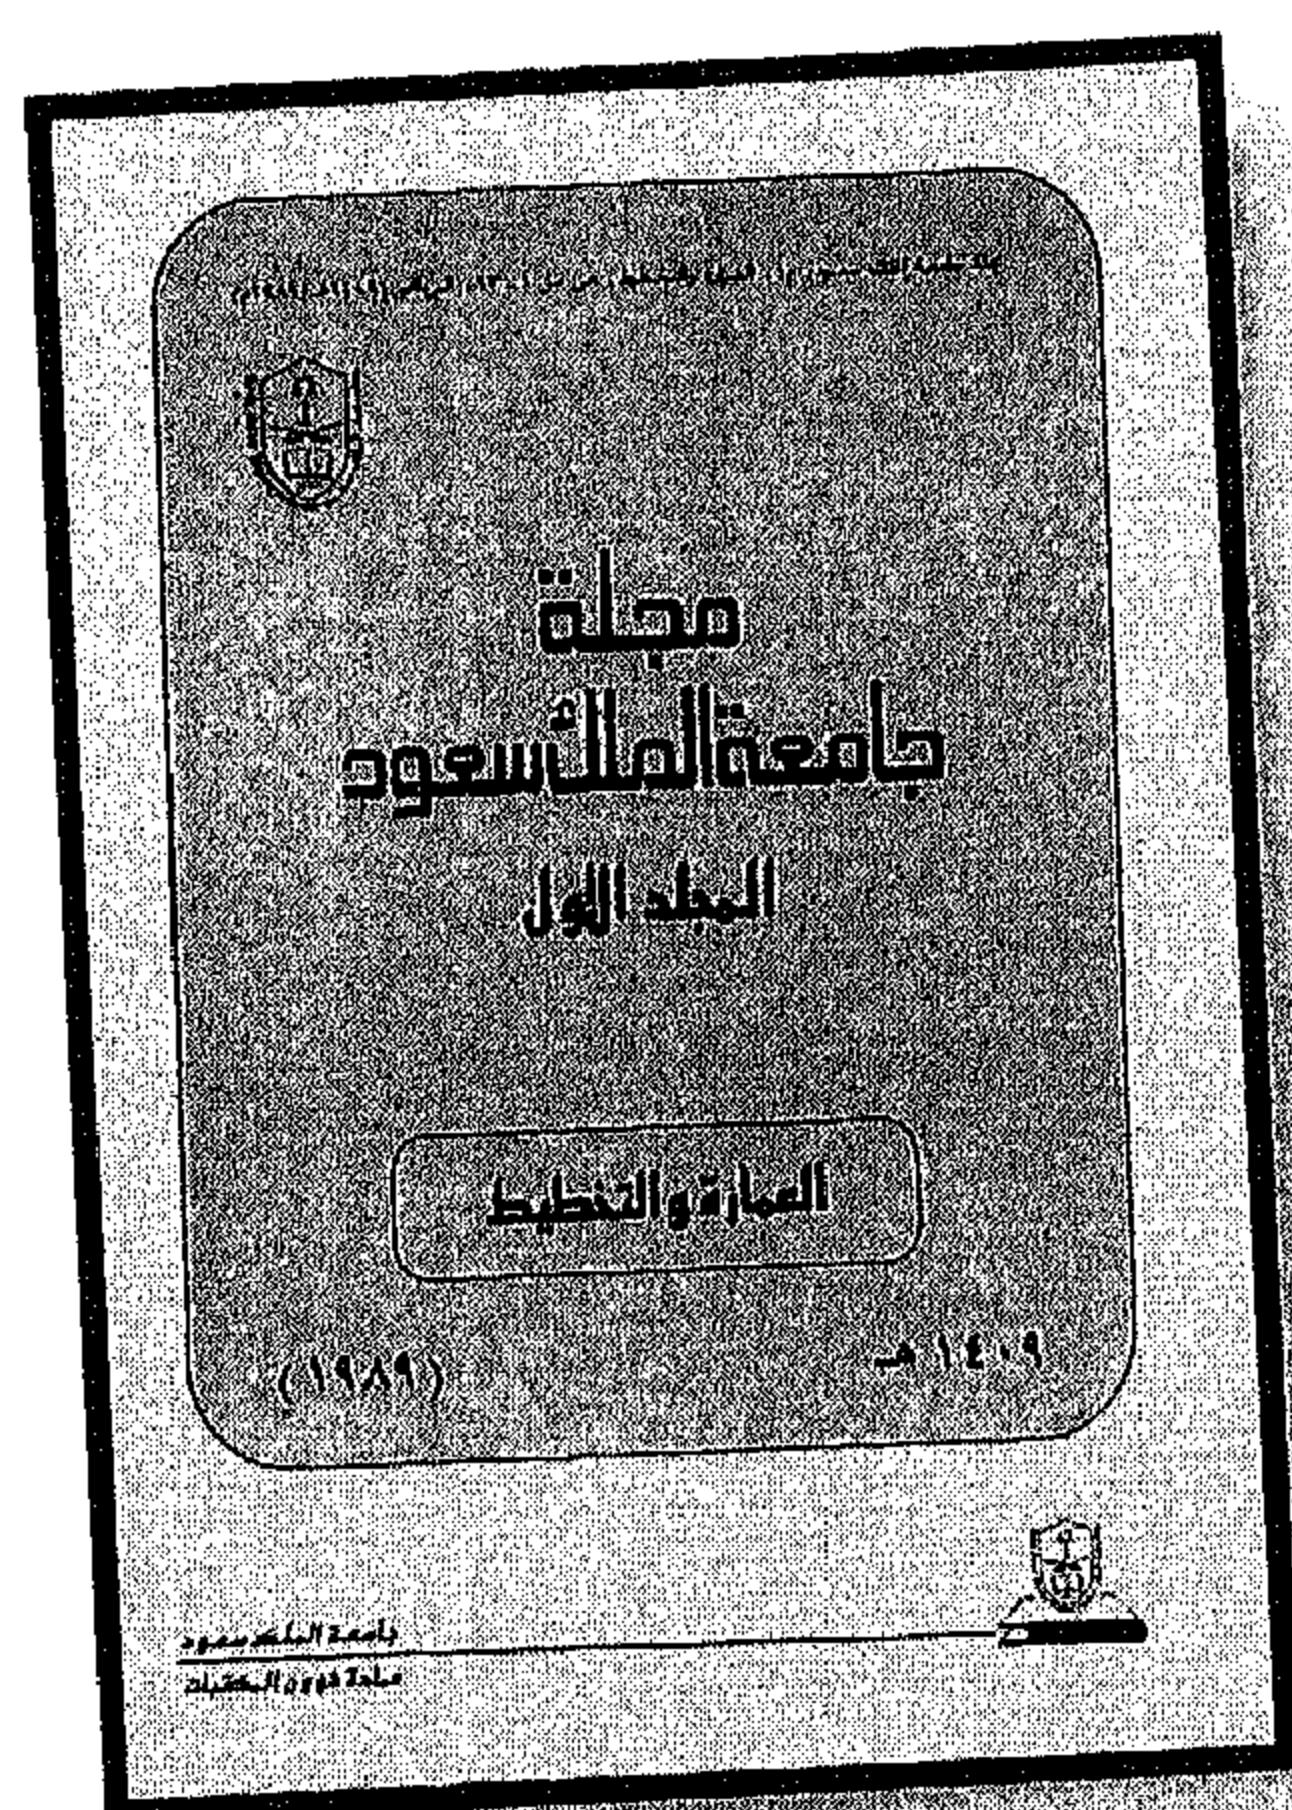 مجلة
جامعة الملك سعود
المجلد الأول
العمارة والتخطيط
١٤٠٩ هـ
(١٩٨٩)
جامعة الملك سعود
عمادة شؤون المكتبات